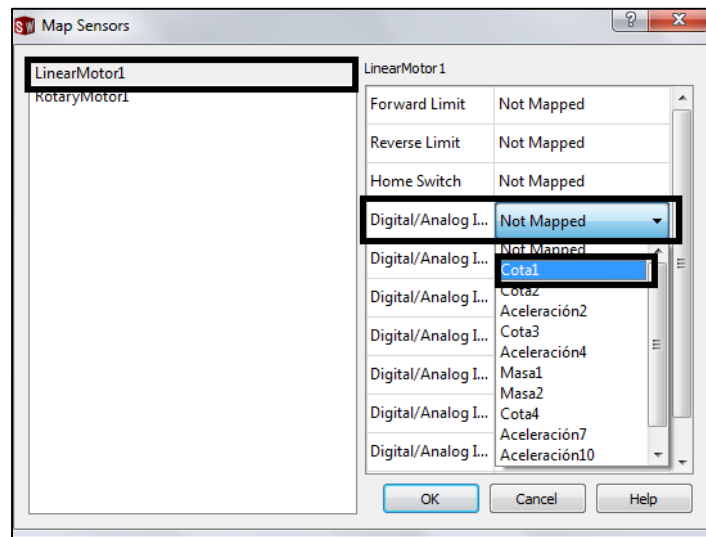 SW Map Sensors
?
LinearMotor1
RotaryMotor1
LinearMotor1
Forward Limit Not Mapped
Reverse Limit Not Mapped
Home Switch Not Mapped
Digital/Analog I... Not Mapped
Digital/Analog I...
Digital/Analog I...
Digital/Analog I...
Digital/Analog I...
Digital/Analog I...
Digital/Analog I...
Not Mapped
Cota1
Cota2
Aceleración2
Cota3
Aceleración4
Masa1
Masa2
Cota4
Aceleración7
Aceleración10
OK Cancel Help